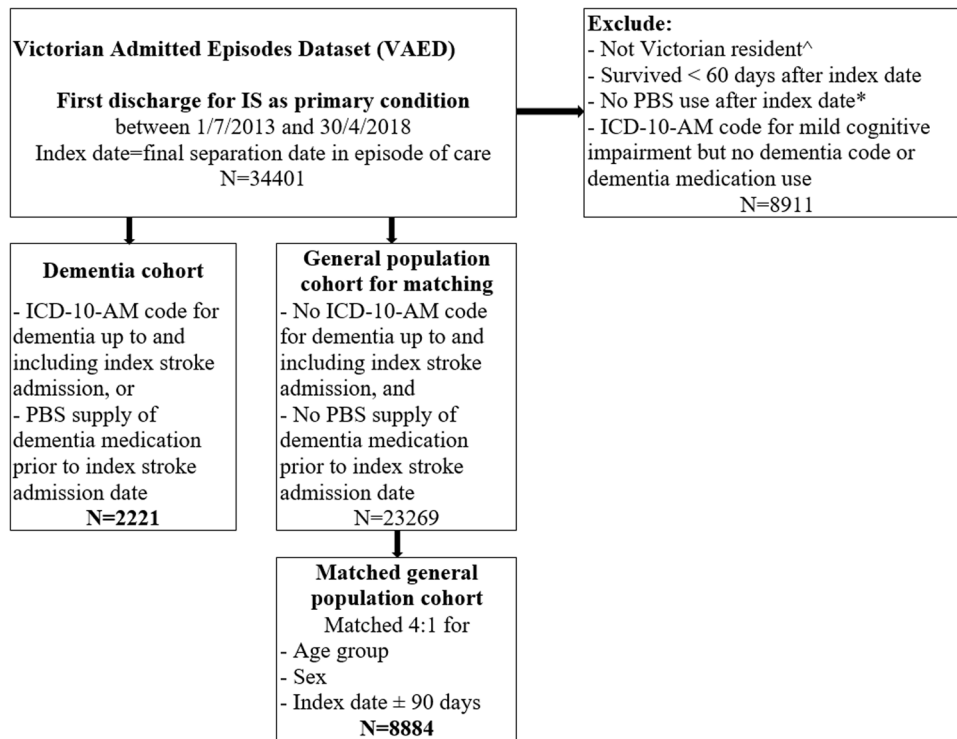 Victorian Admitted Episodes Dataset (VAED)
First discharge for IS as primary condition
between 1/7/2013 and 30/4/2018
Index date=final separation date in episode of care
N=34401
Exclude:
- Not Victorian resident^
- Survived < 60 days after index date
- No PBS use after index date*
- ICD-10-AM code for mild cognitive
impairment but no dementia code or
dementia medication use
N=8911
Dementia cohort
- ICD-10-AM code for
dementia up to and
including index stroke
admission, or
- PBS supply of
dementia medication
prior to index stroke
admission date
N=2221
General population
cohort for matching
- No ICD-10-AM code
for dementia up to and
including index stroke
admission, and
- No PBS supply of
dementia medication
prior to index stroke
admission date
N=23269
Matched general
population cohort
Matched 4:1 for
- Age group
- Sex
- Index date ± 90 days
N=8884